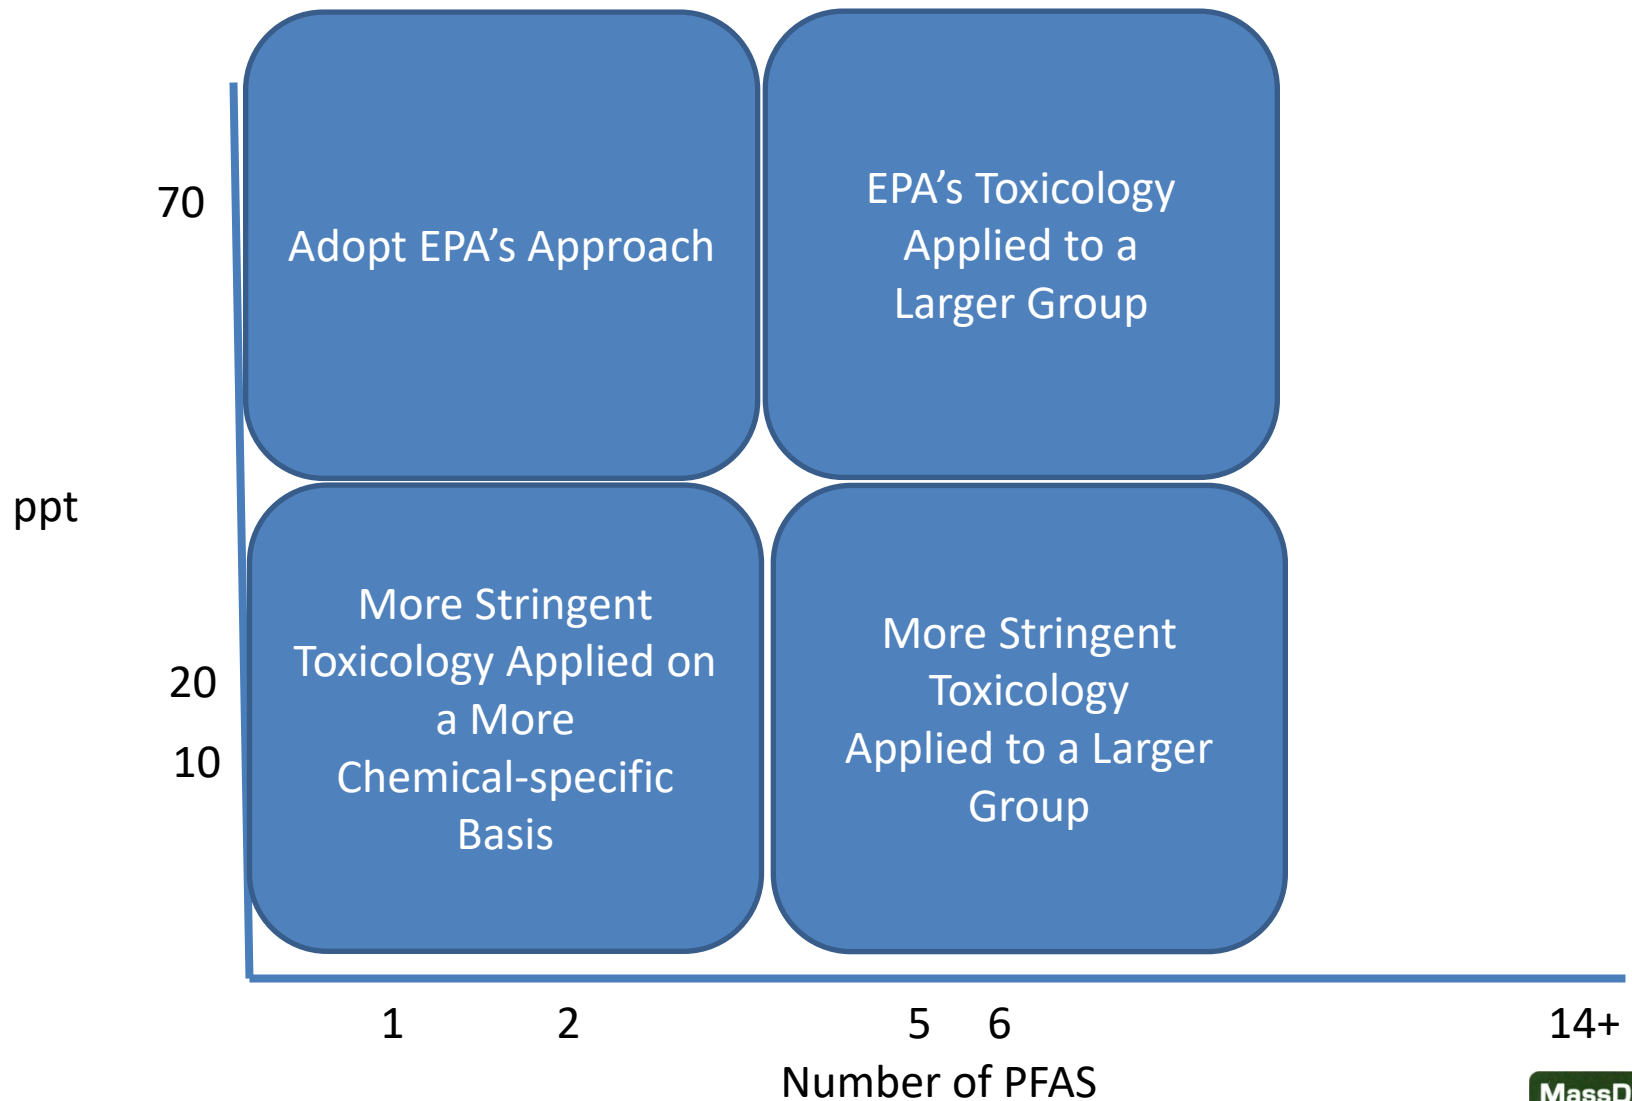 70
Adopt EPA’s Approach
EPA’s Toxicology
Applied to a
Larger Group
ppt
20
10
More Stringent
Toxicology Applied on
a More
Chemical-specific
Basis
More Stringent
Toxicology
Applied to a Larger
Group
1 2 5 6 14+
Number of PFAS